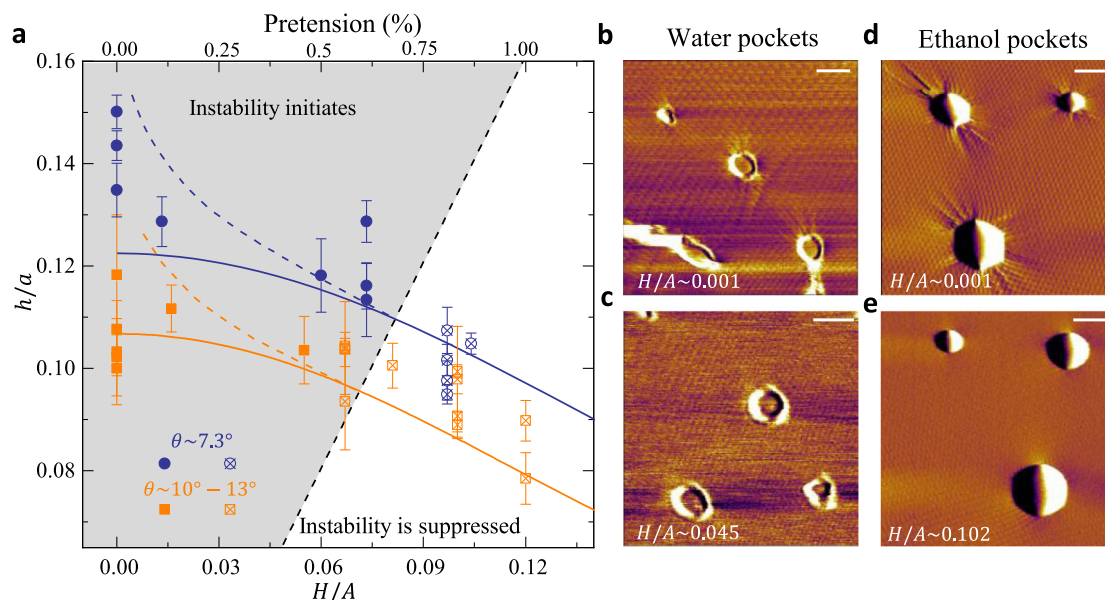 a
Pretension (%)
0.00 0.25 0.50 0.75 1.00
0.16
0.14
0.12
0.10
0.08
h/a
Instability initiates
θ~7.3°
θ~10° − 13°
Instability is suppressed
0.00 0.03 0.06 0.09 0.12
H/A
b
Water pockets
H/A~0.001
c
H/A~0.045
d
Ethanol pockets
H/A~0.001
e
H/A~0.102